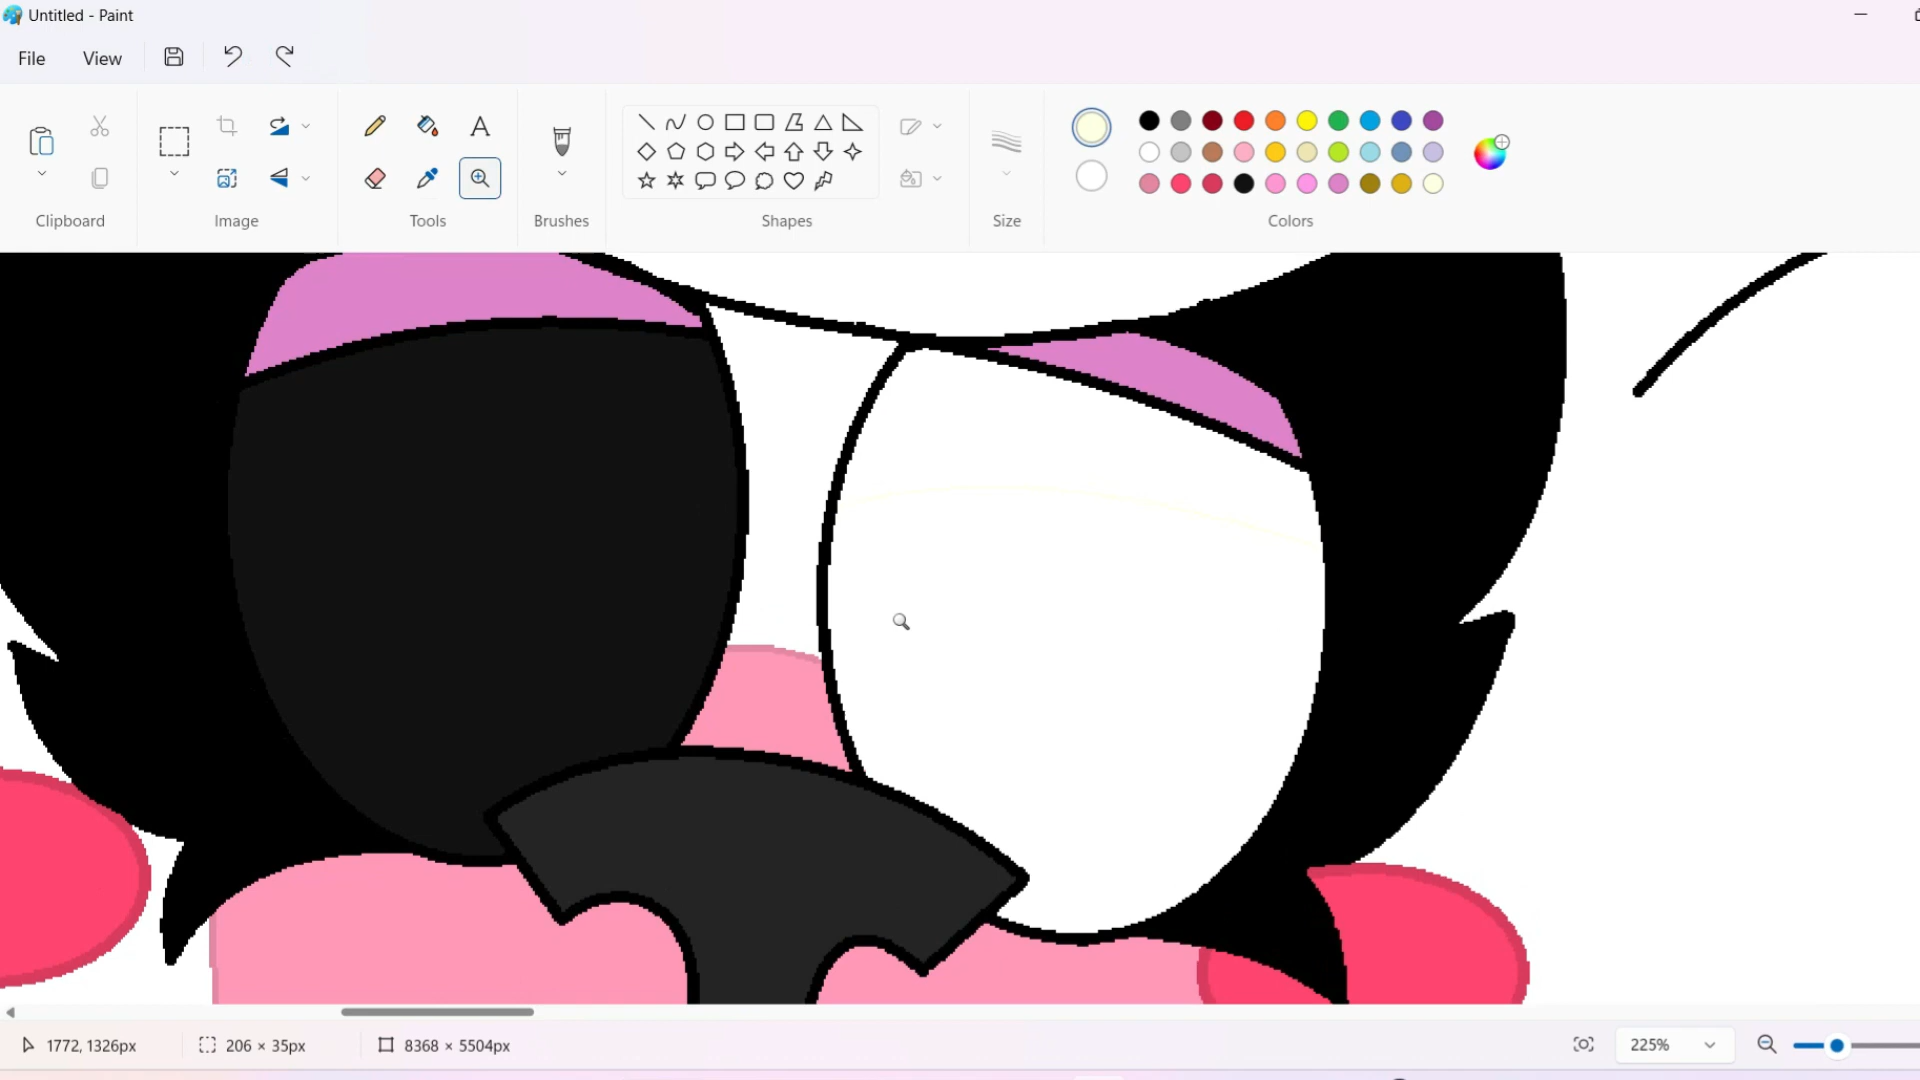 Untitled - Paint
File View
Clipboard Image Tools Brushes Shapes Size Colors
1772, 1326px 206 × 35px 8368 × 5504px 225%